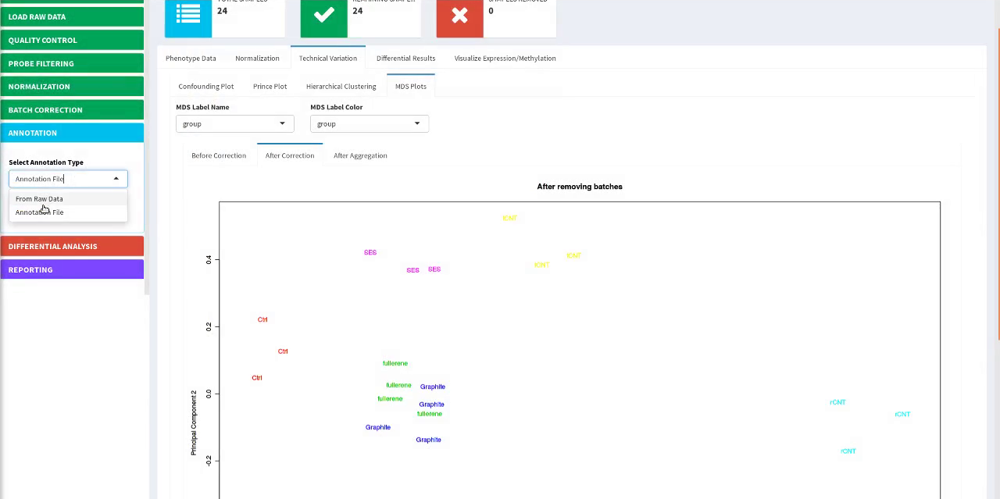 LOAD RAW DATA
QUALITY CONTROL
PROBE FILTERING
NORMALIZATION
BATCH CORRECTION
ANNOTATION
Select Annotation Type
Annotation File
From Raw Data
Annotation File
DIFFERENTIAL ANALYSIS
REPORTING
24
24
0
Phenotype Data Normalization Technical Variation Differential Results Visualize Expression/Methylation
Confounding Plot Prince Plot Hierarchical Clustering MDS Plots
MDS Label Name MDS Label Color
group group
Before Correction After Correction After Aggregation
After removing batches
Principal Component.2
0.4
0.2
0.0
-0.2
SES
SES SES
Ctrl
Ctrl
Ctrl
fullerene
fullerene Graphite
fullerene Graphite
fullerene
Graphite
Graphite
rCNT
rCNT
rCNT